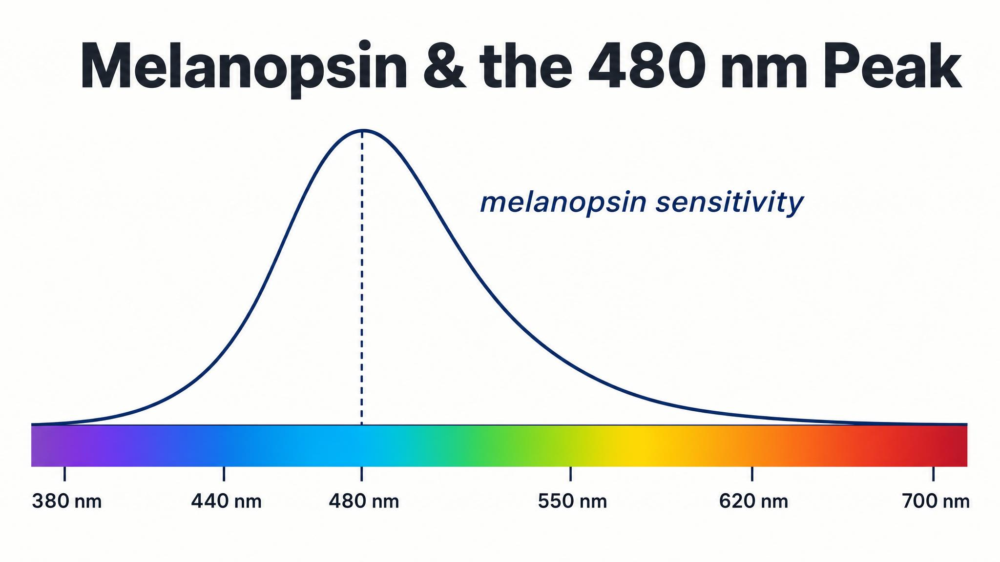 Melanopsin & the 480 nm Peak
melanopsin sensitivity
380 nm 440 nm 480 nm 550 nm 620 nm 700 nm